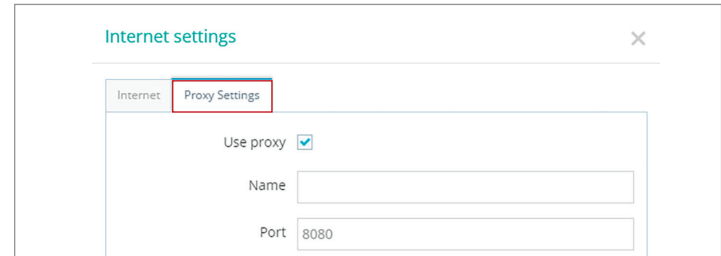 Internet settings
Internet Proxy Settings
Use proxy
Name
Port 8080